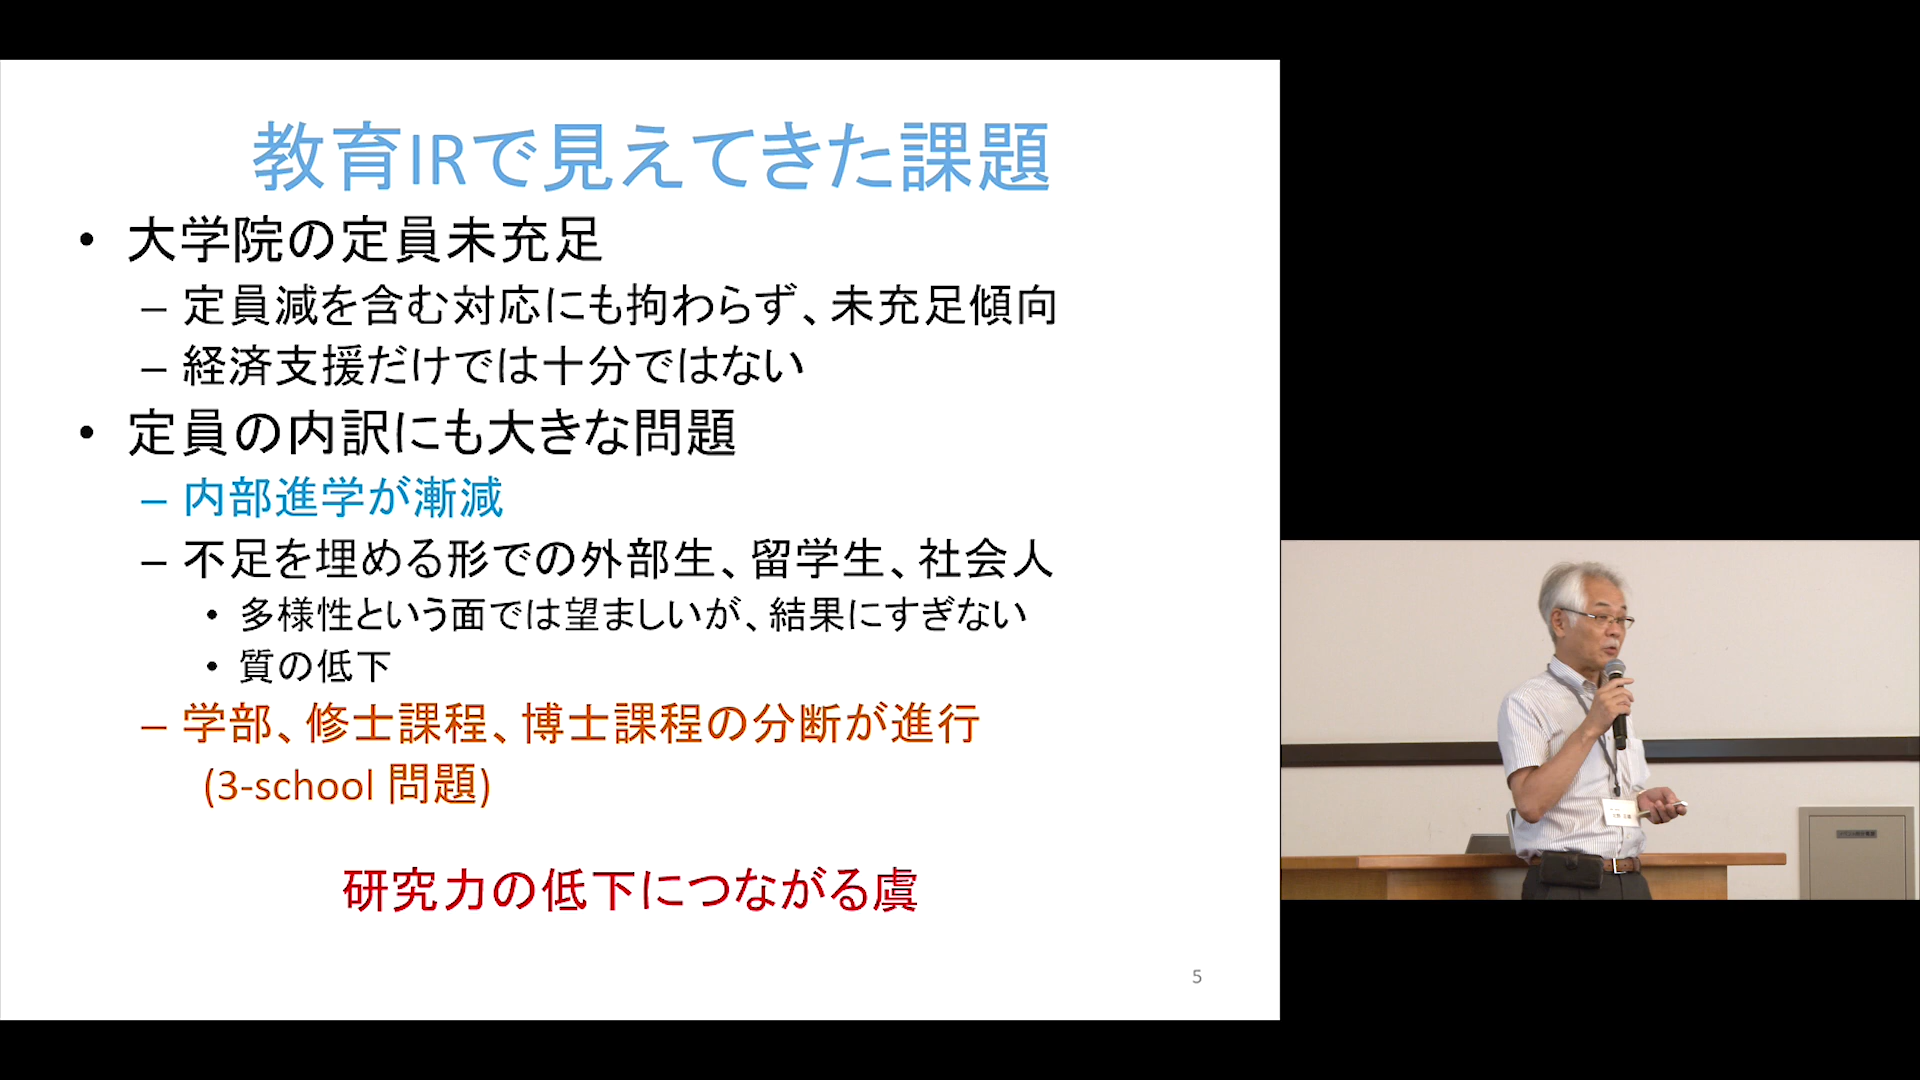 教育IRで見えてきた課題
• 大学院の定員未充足
– 定員減を含む対応にも拘わらず、未充足傾向
– 経済支援だけでは十分ではない
• 定員の内訳にも大きな問題
– 内部進学が漸減
– 不足を埋める形での外部生、留学生、社会人
• 多様性という面では望ましいが、結果にすぎない
• 質の低下
– 学部、修士課程、博士課程の分断が進行
(3-school 問題)
研究力の低下につながる虞
5